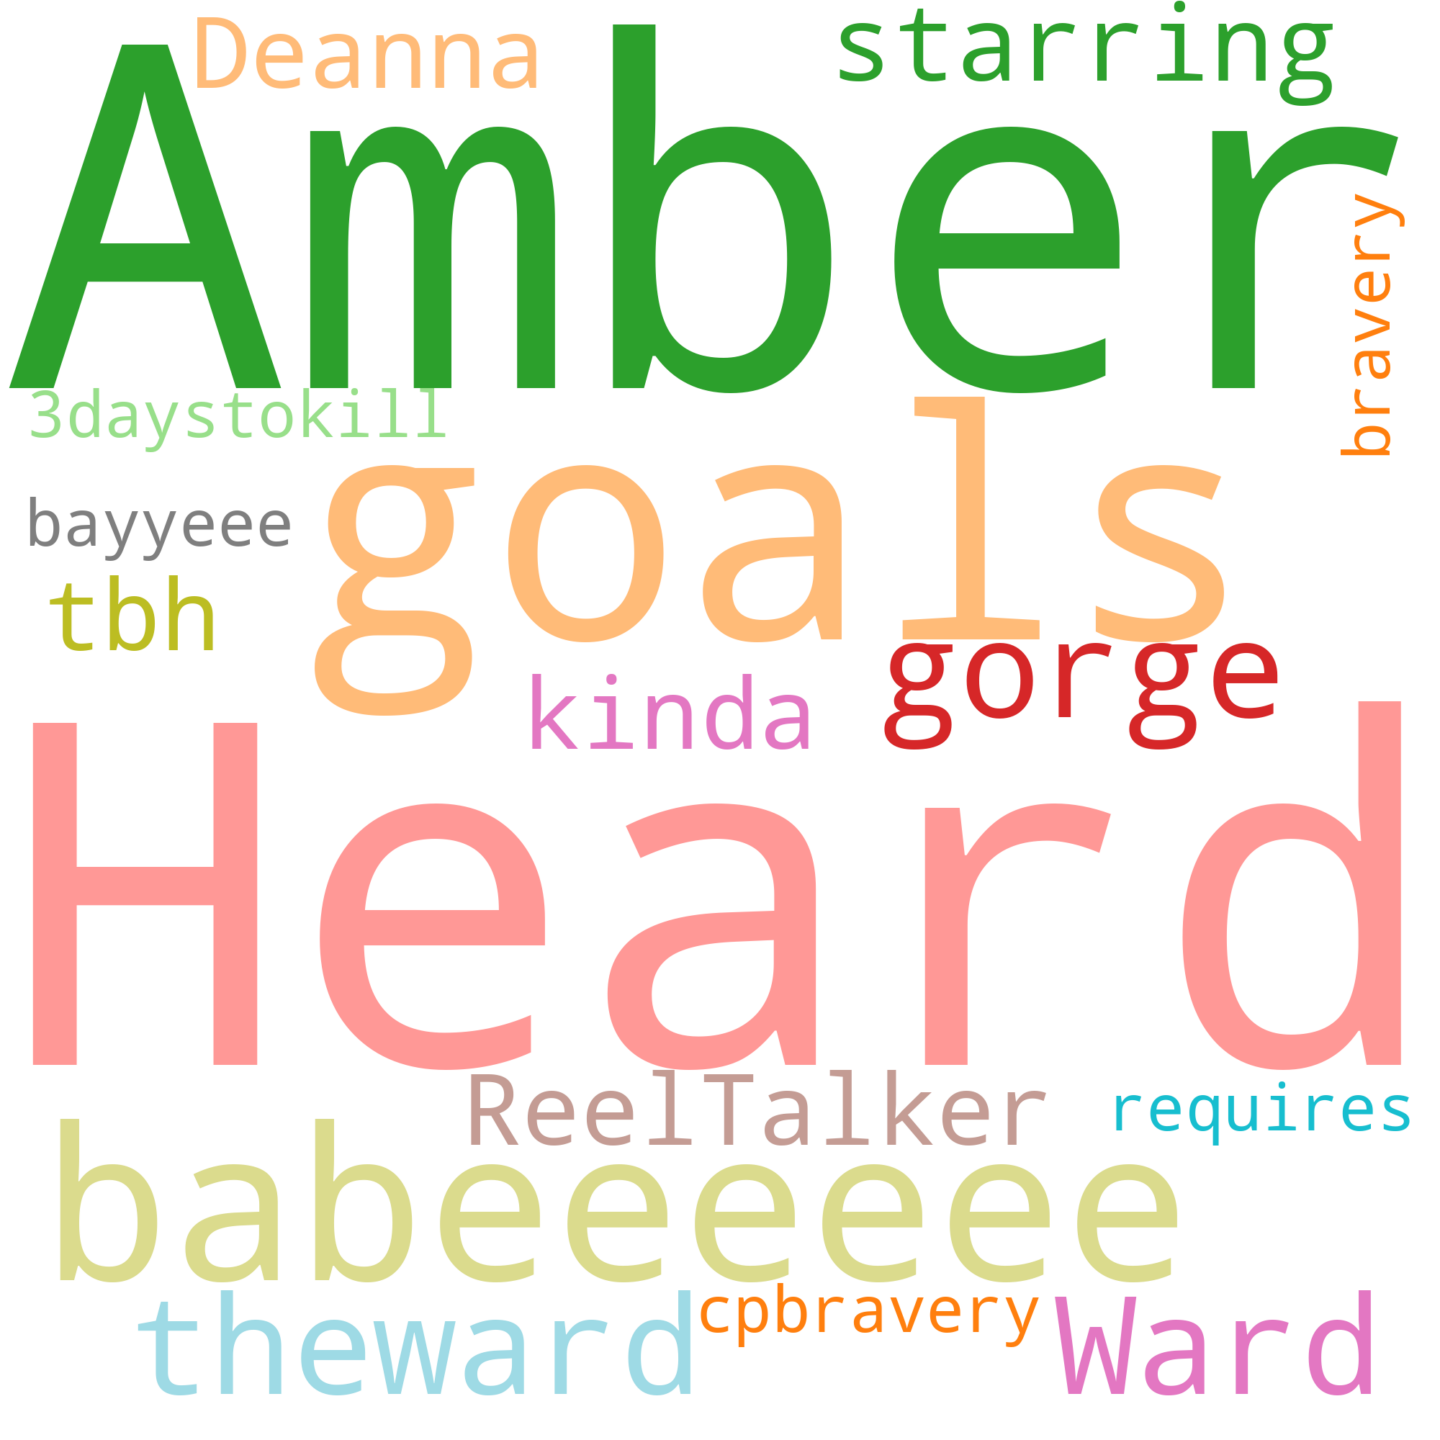 Deanna
starring
Amber
bravery
3daystokill
goals
bayyeee
tbh
gorge
kinda
Heard
ReelTalker
requires
babeeeeee
theward
cpbravery
Ward